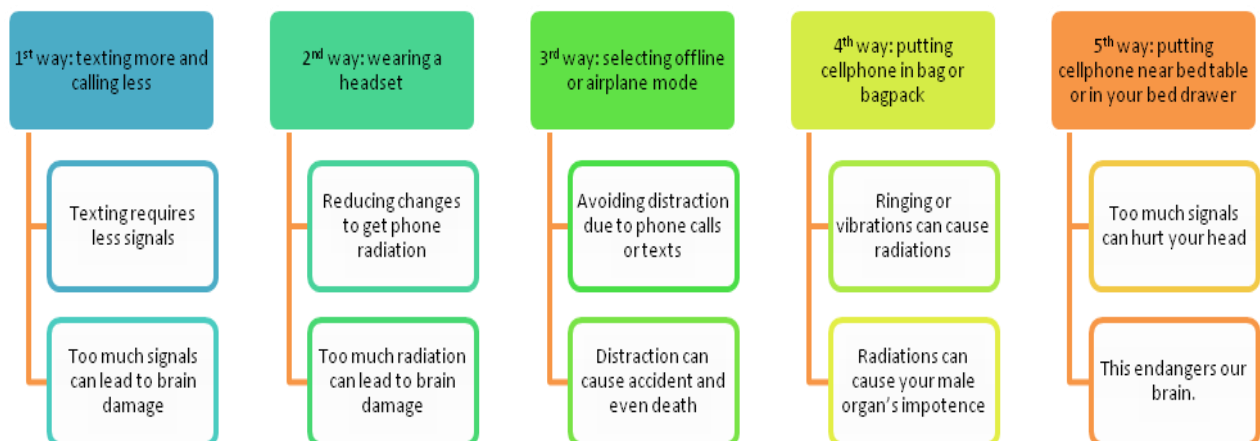 1st way: texting more and
calling less
Texting requires
less signals
Too much signals
can lead to brain
damage
2nd way: wearing a
headset
Reducing changes
to get phone
radiation
Too much radiation
can lead to brain
damage
3rd way: selecting offline
or airplane mode
Avoiding distraction
due to phone calls
or texts
Distraction can
cause accident and
even death
4th way: putting
cellphone in bag or
bagpack
Ringing or
vibrations can cause
radiations
Radiations can
cause your male
organ's impotence
5th way: putting
cellphone near bed table
or in your bed drawer
Too much signals
can hurt your head
This endangers our
brain.